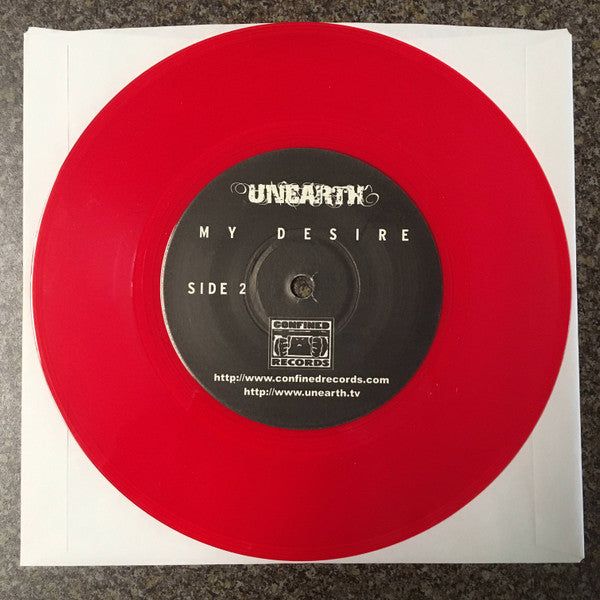 UNEARTH
MY DESIRE
SIDE 2
CONFINED
RECORDS
http://www.confinedrecords.com
http://www.unearth.tv